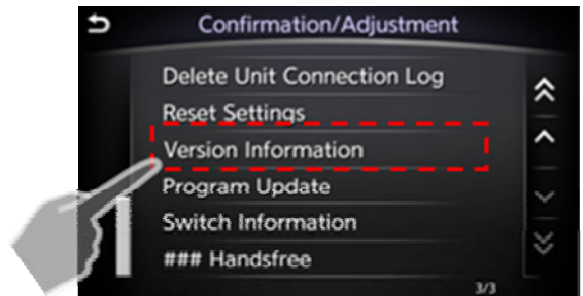 Confirmation/Adjustment
Delete Unit Connection Log
Reset Settings
Version Information
Program Update
Switch Information
### Handsfree
3/3